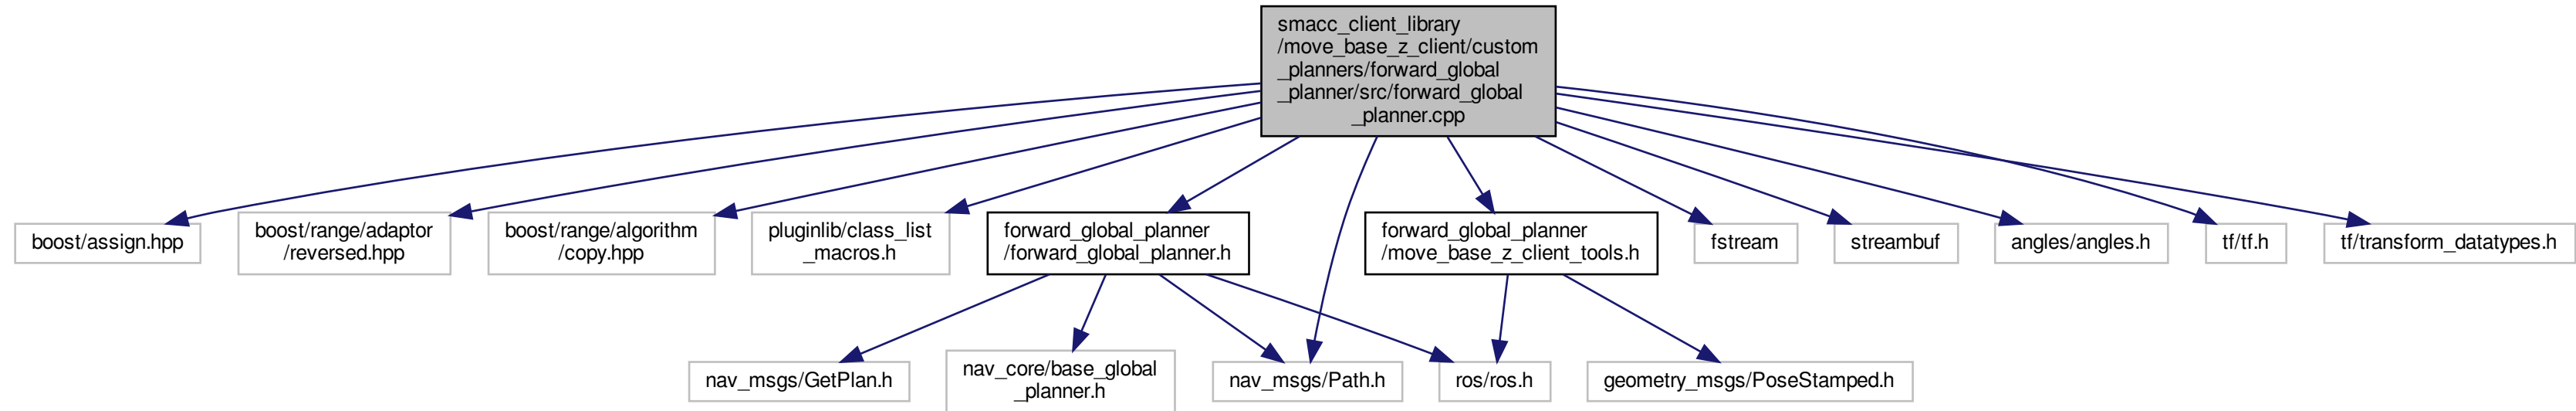 smacc_client_library
/move_base_z_client/custom
_planners/forward_global
_planner/src/forward_global
_planner.cpp
boost/assign.hpp
boost/range/adaptor
/reversed.hpp
boost/range/algorithm
/copy.hpp
pluginlib/class_list
_macros.h
forward_global_planner
/forward_global_planner.h
forward_global_planner
/move_base_z_client_tools.h
fstream
streambuf
angles/angles.h
tf/tf.h
tf/transform_datatypes.h
nav_msgs/GetPlan.h
nav_core/base_global
_planner.h
nav_msgs/Path.h
ros/ros.h
geometry_msgs/PoseStamped.h